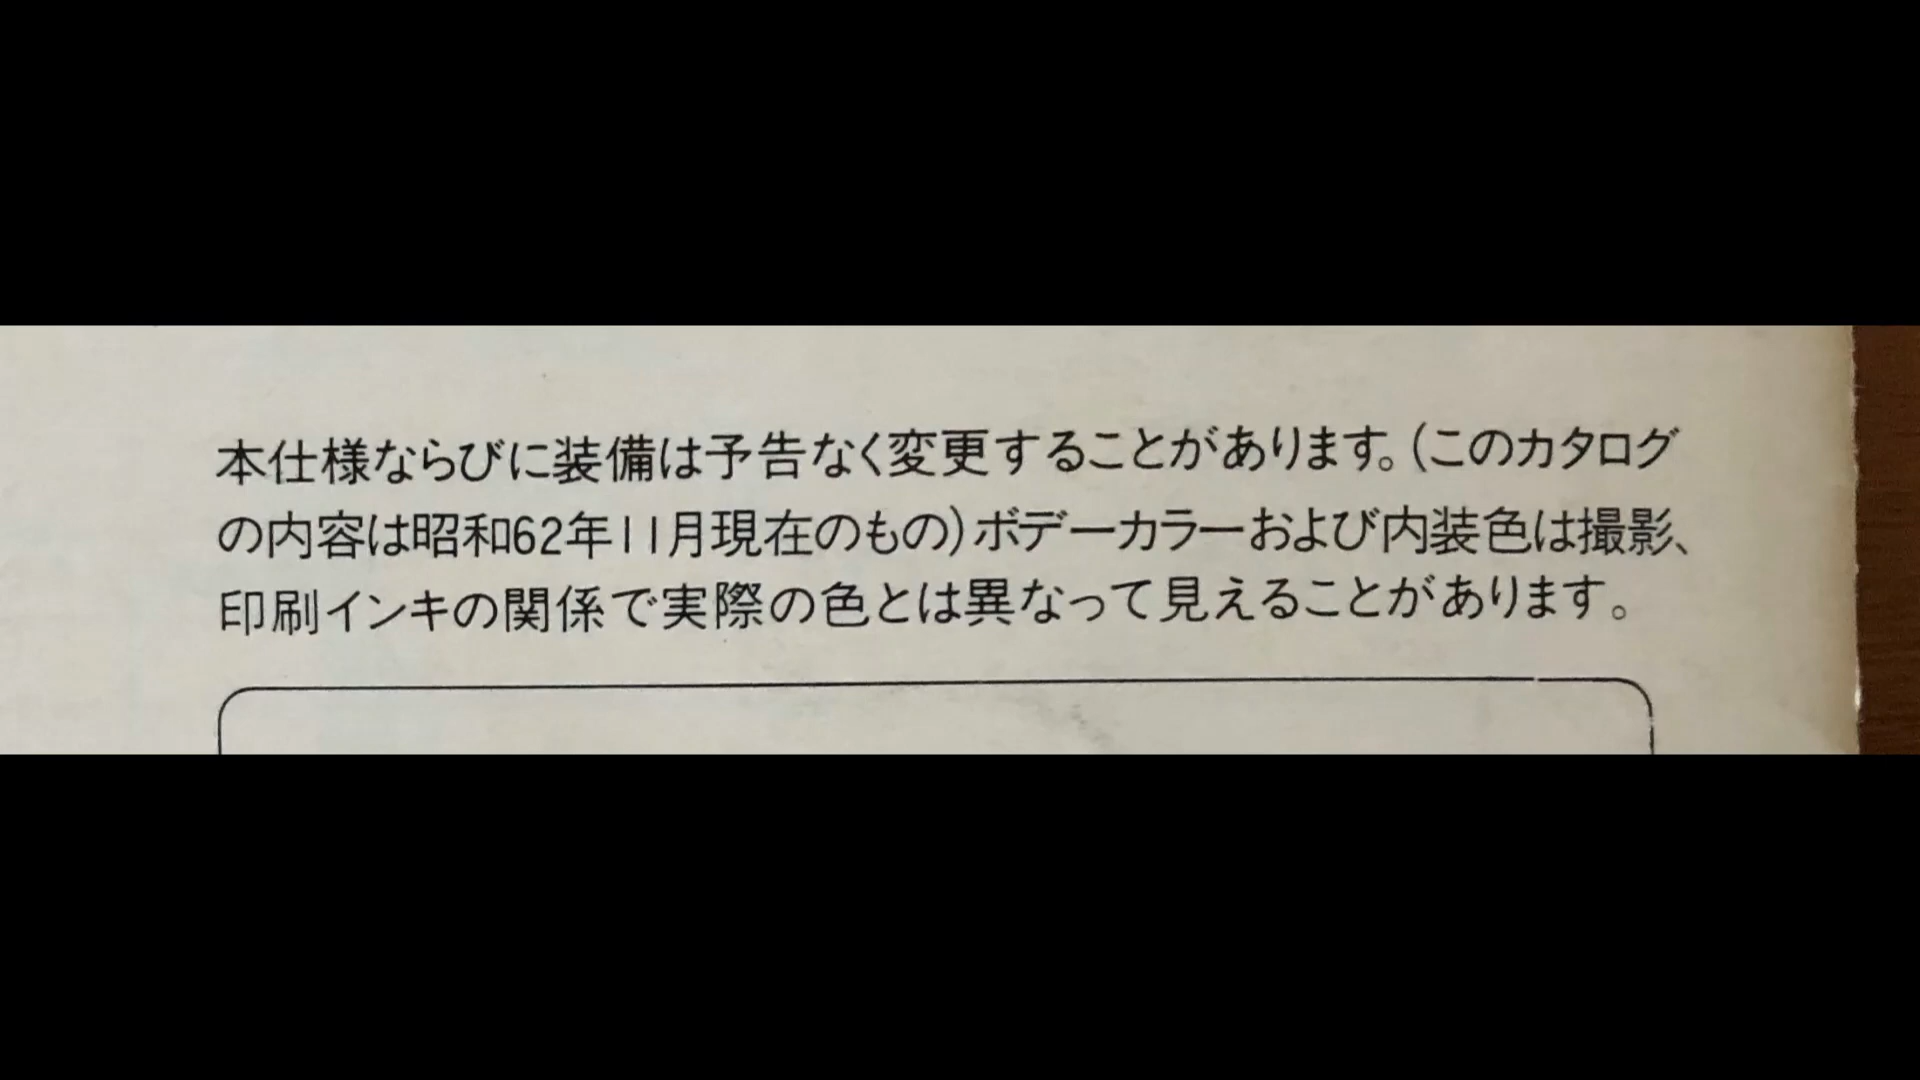 本仕様ならびに装備は予告なく変更することがあります。(このカタログ
の内容は昭和62年11月現在のもの)ボデーカラーおよび内装色は撮影、
印刷インキの関係で実際の色とは異なって見えることがあります。